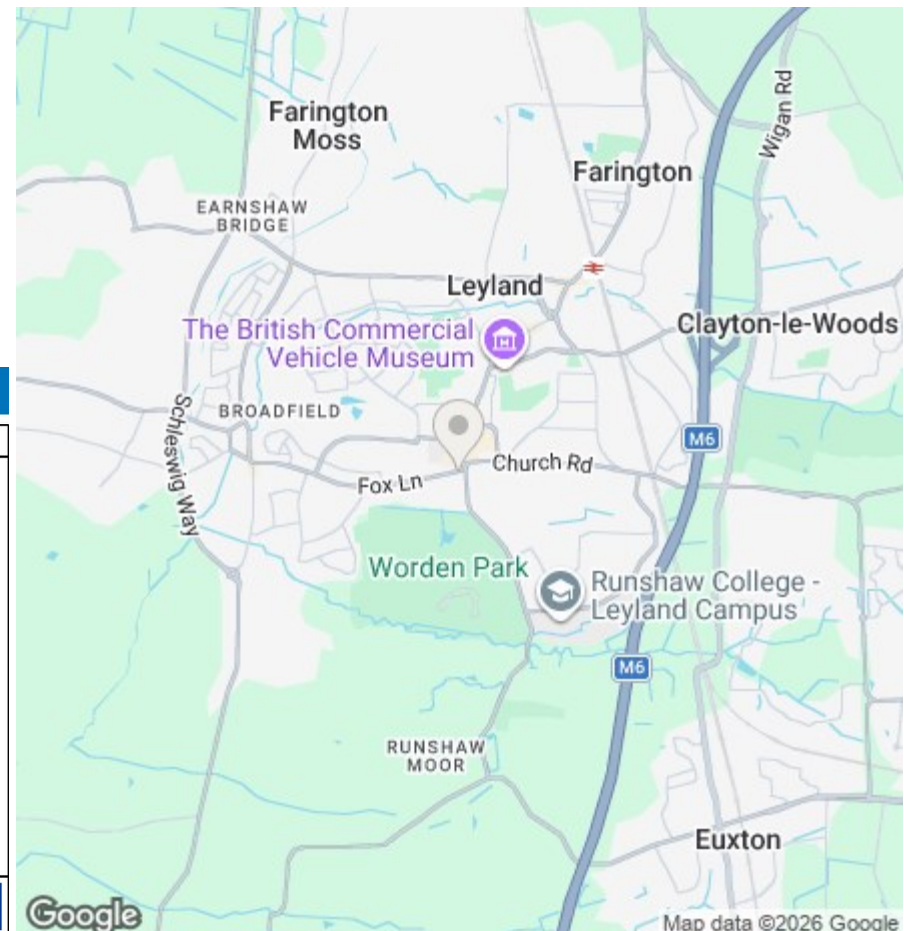 Farington
Moss
Wigan Rd
Farington
EARNSHAW
BRIDGE
Leyland
The British Commercial
Vehicle Museum
Clayton-le-Woods
Schleswig Way
BROADFIELD
M6
Church Rd
Fox Ln
Worden Park
Runshaw College -
Leyland Campus
M6
RUNSHAW
MOOR
Euxton
Google
Map data ©2026 Google